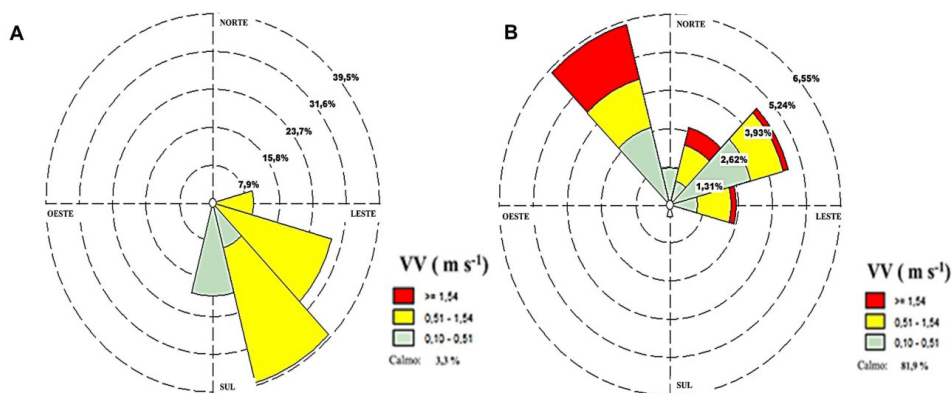 A
NORTE
39,5%
31,6%
23,7%
15,8%
7,9%
OESTE
LESTE
SUL
VV ( m s⁻¹)
>= 1,54
0,51 - 1,54
0,10 - 0,51
Calmo: 3,3 %
B
NORTE
6,55%
5,24%
3,93%
2,62%
1,31%
OESTE
LESTE
SUL
VV ( m s⁻¹)
>= 1,54
0,51 - 1,54
0,10 - 0,51
Calmo: 81,9 %